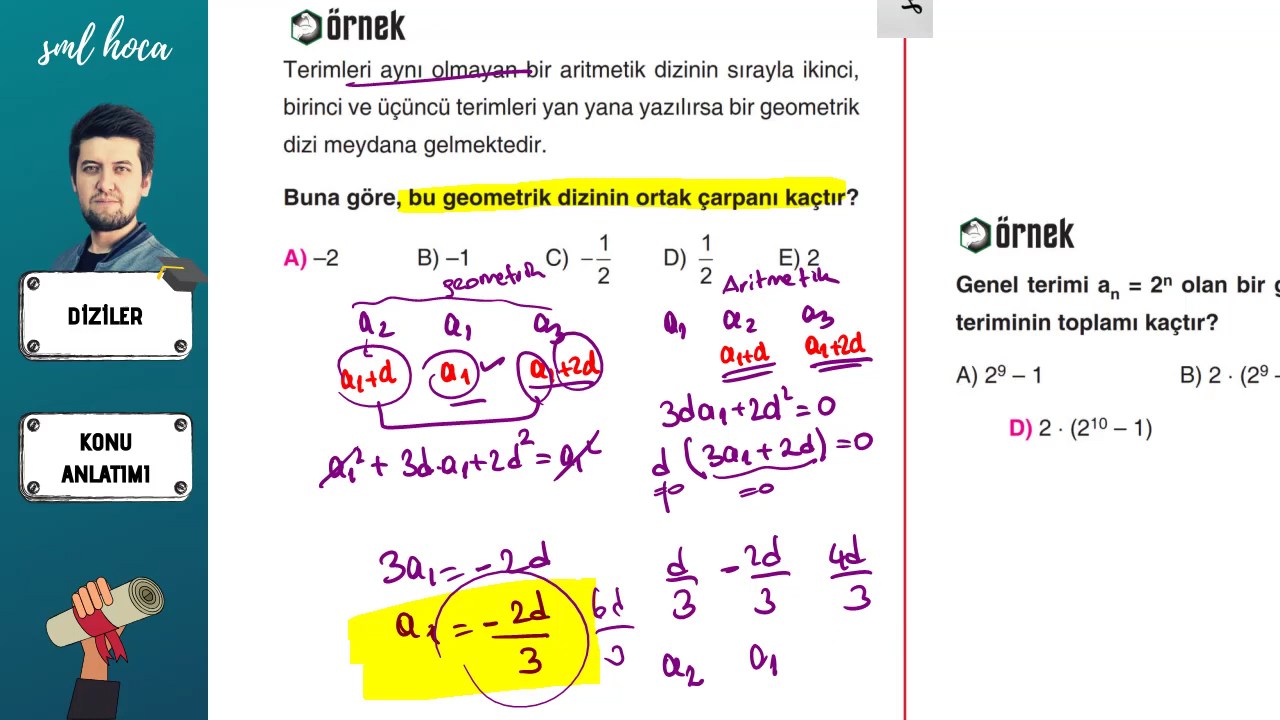 sml hoca
DİZİLER
KONU
ANLATIMI
örnek
Terimleri aynı olmayan bir aritmetik dizinin sırayla ikinci,
birinci ve üçüncü terimleri yan yana yazılırsa bir geometrik
dizi meydana gelmektedir.
Buna göre, bu geometrik dizinin ortak çarpanı kaçtır?
A) –2 B) –1 C) –1/2 D) 1/2 E) 2
geometrik
a2 a1 a3
a1+d a1 ✓ a1+2d
a1² + 3d·a1 + 2d² = a1²
3a1 = -2d
a1 = -2d/3
Aritmetik
a1 a2 a3
a1+d a1+2d
3da1+2d²=0
d (3a1+2d)=0
≠0 =0
6d/3
d/3 -2d/3 4d/3
a2 a1
örnek
Genel terimi aₙ = 2ⁿ olan bir g
teriminin toplamı kaçtır?
A) 2⁹ – 1 B) 2 · (2⁹ –
D) 2 · (2¹⁰ – 1)